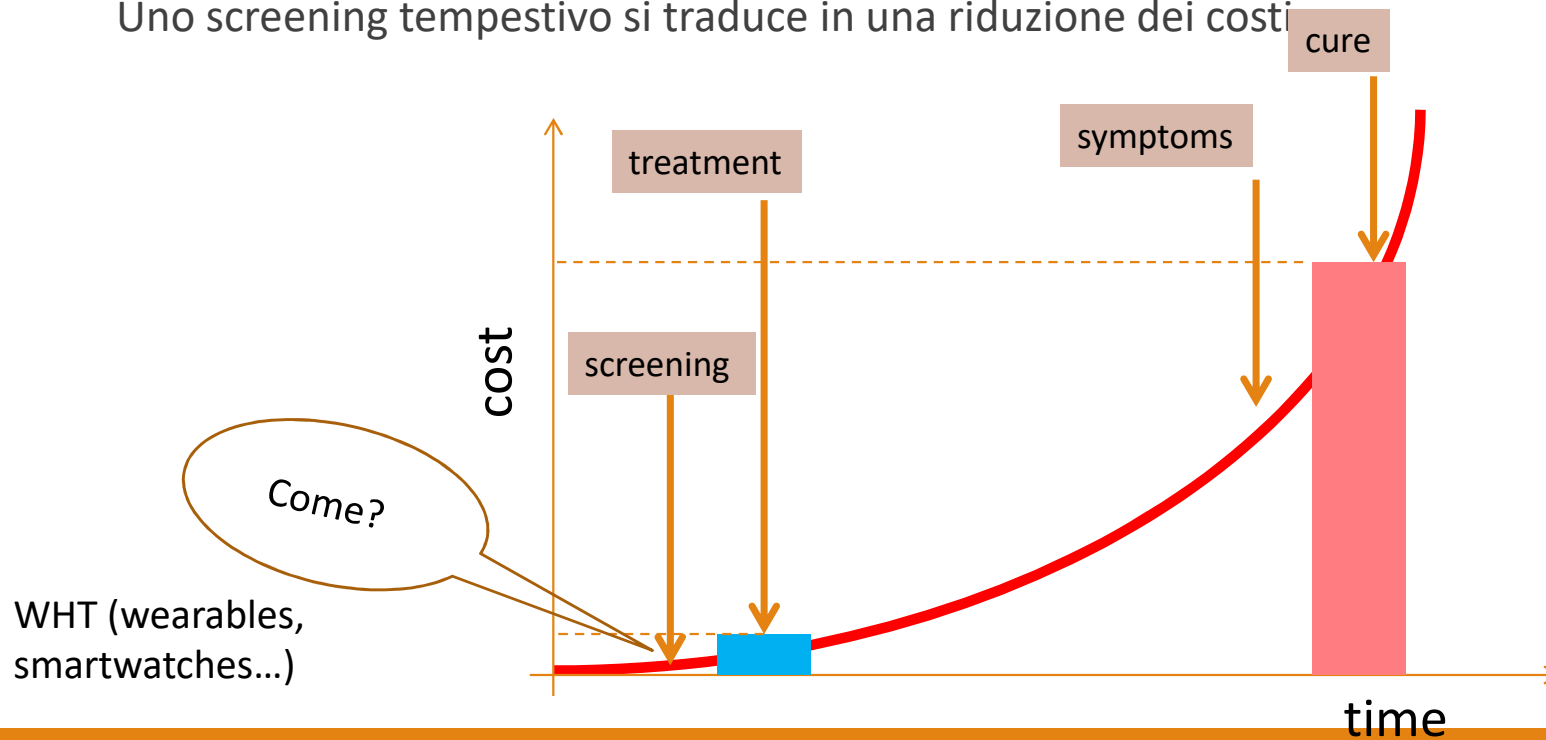 Uno screening tempestivo si traduce in una riduzione dei costi
cure
symptoms
treatment
screening
cost
Come?
WHT (wearables,
smartwatches…)
time